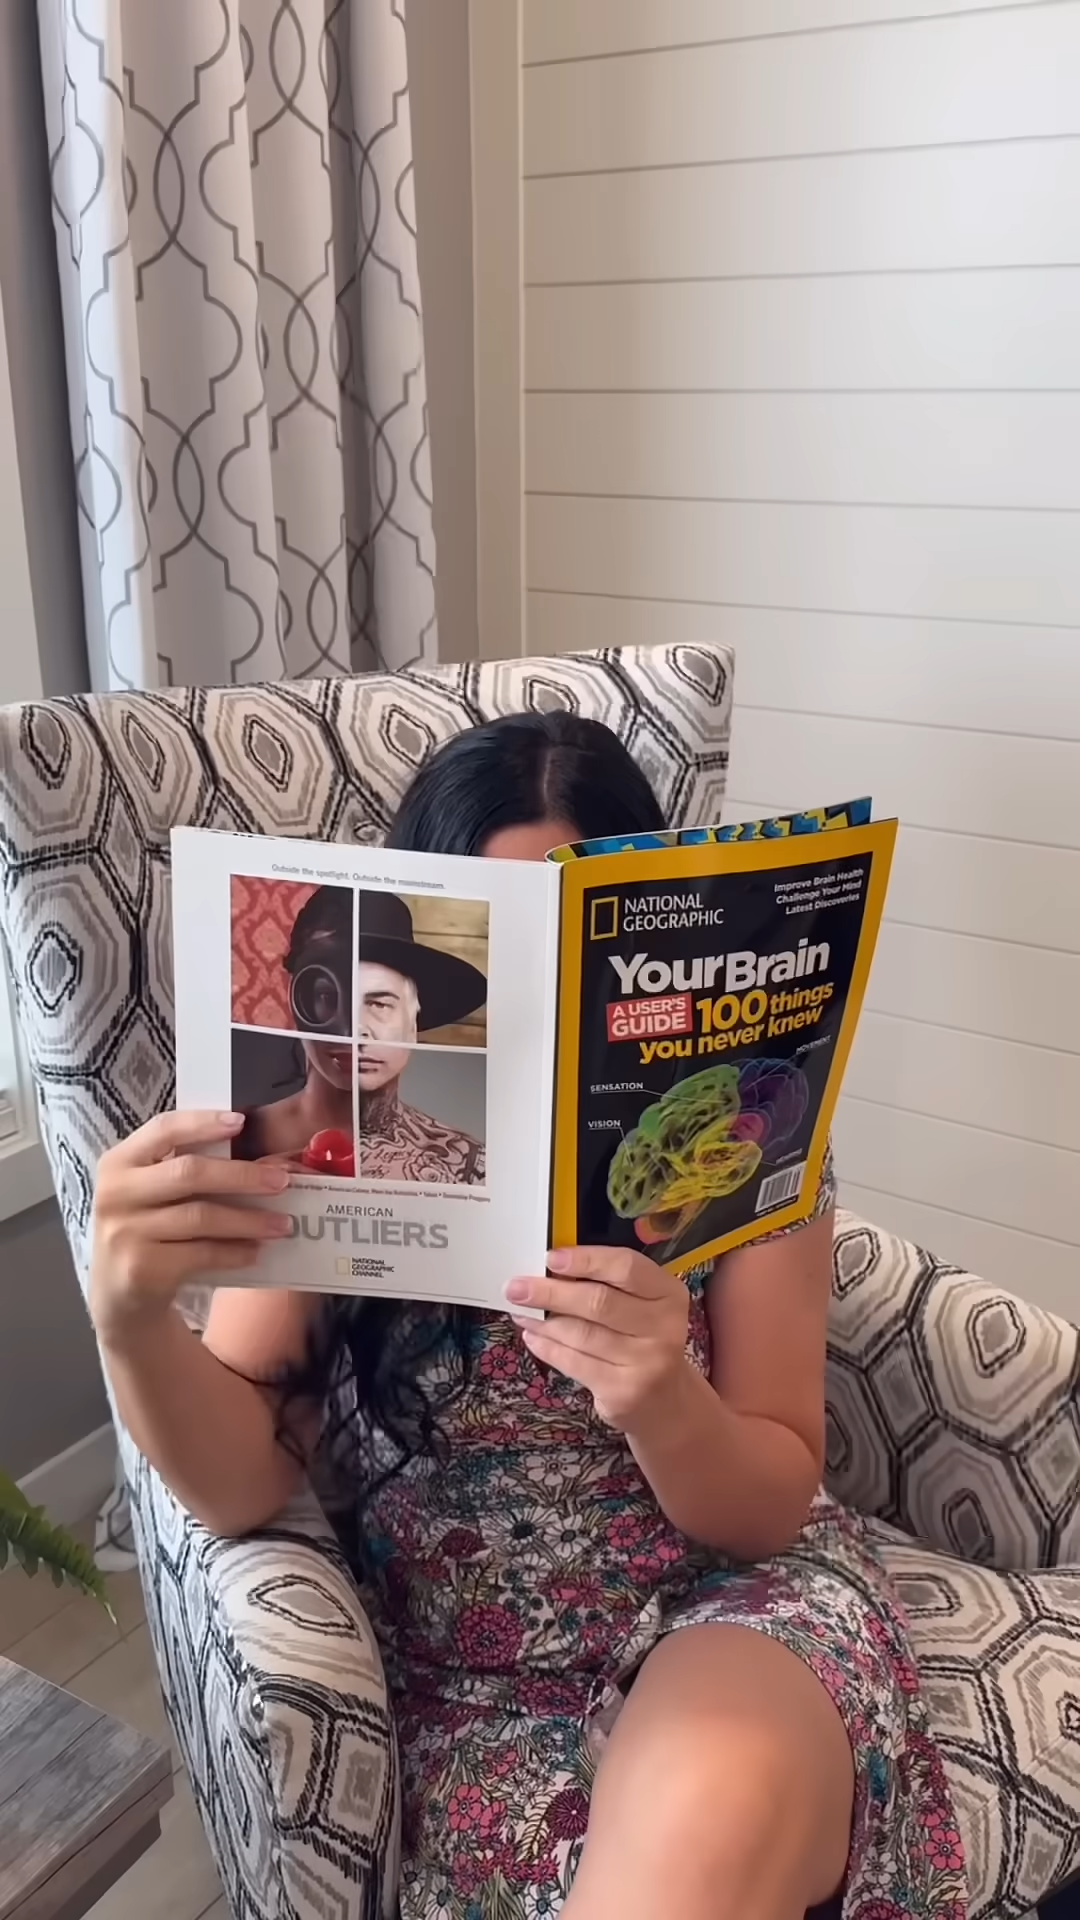 Outside the spotlight. Outside the mainstream.
AMERICAN
OUTLIERS
NATIONAL
GEOGRAPHIC
CHANNEL
NATIONAL
GEOGRAPHIC
Improve Brain Health
Challenge Your Mind
Latest Discoveries
Your Brain
A USER'S
GUIDE
100 things
you never knew
MOVEMENT
SENSATION
VISION